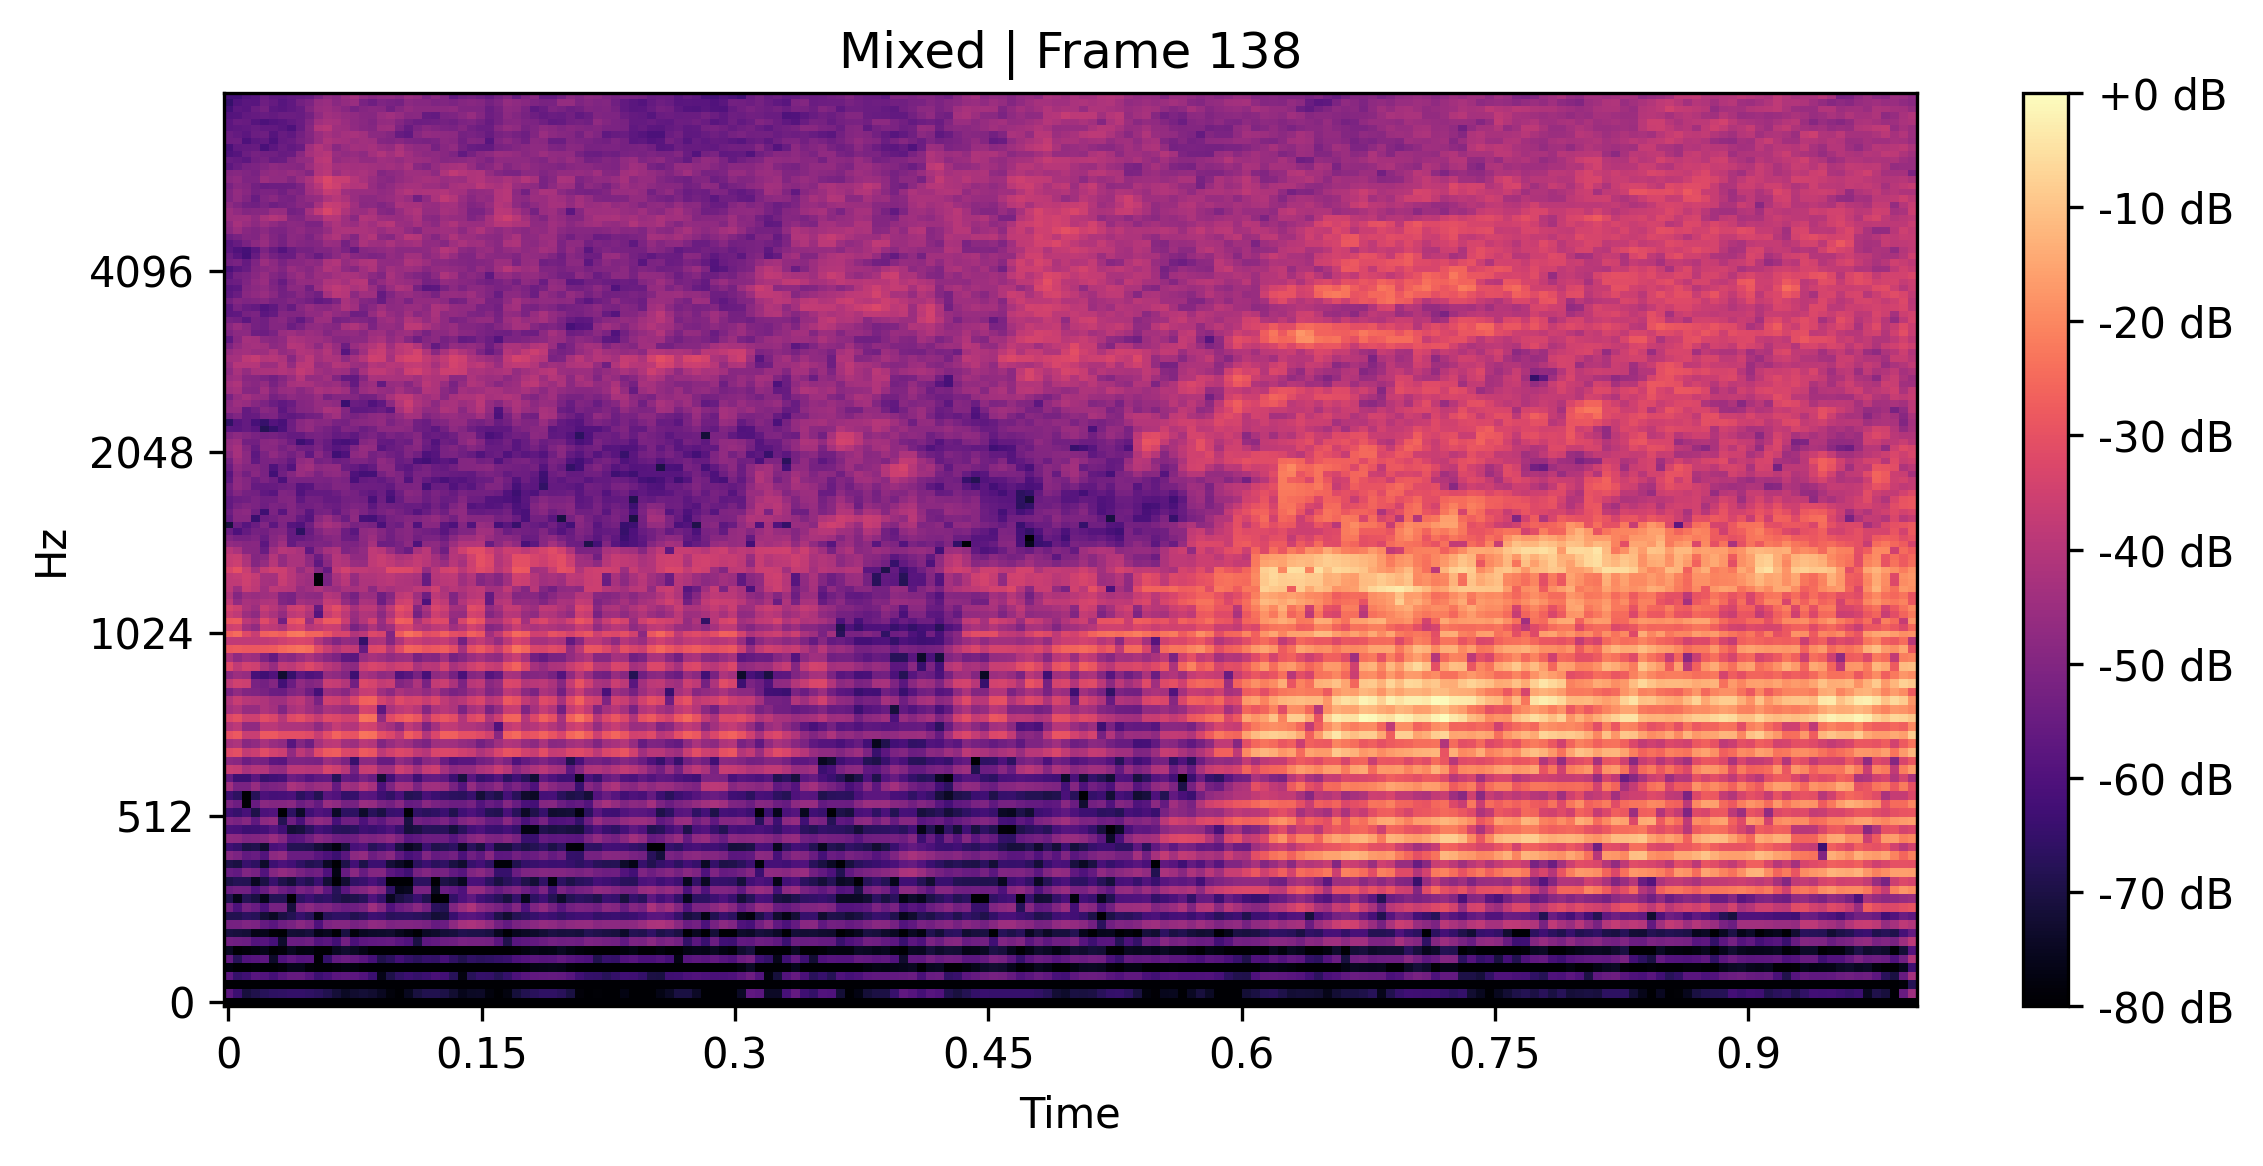 Mixed | Frame 138
Hz
4096
2048
1024
512
0
0 0.15 0.3 0.45 0.6 0.75 0.9
Time
+0 dB
-10 dB
-20 dB
-30 dB
-40 dB
-50 dB
-60 dB
-70 dB
-80 dB